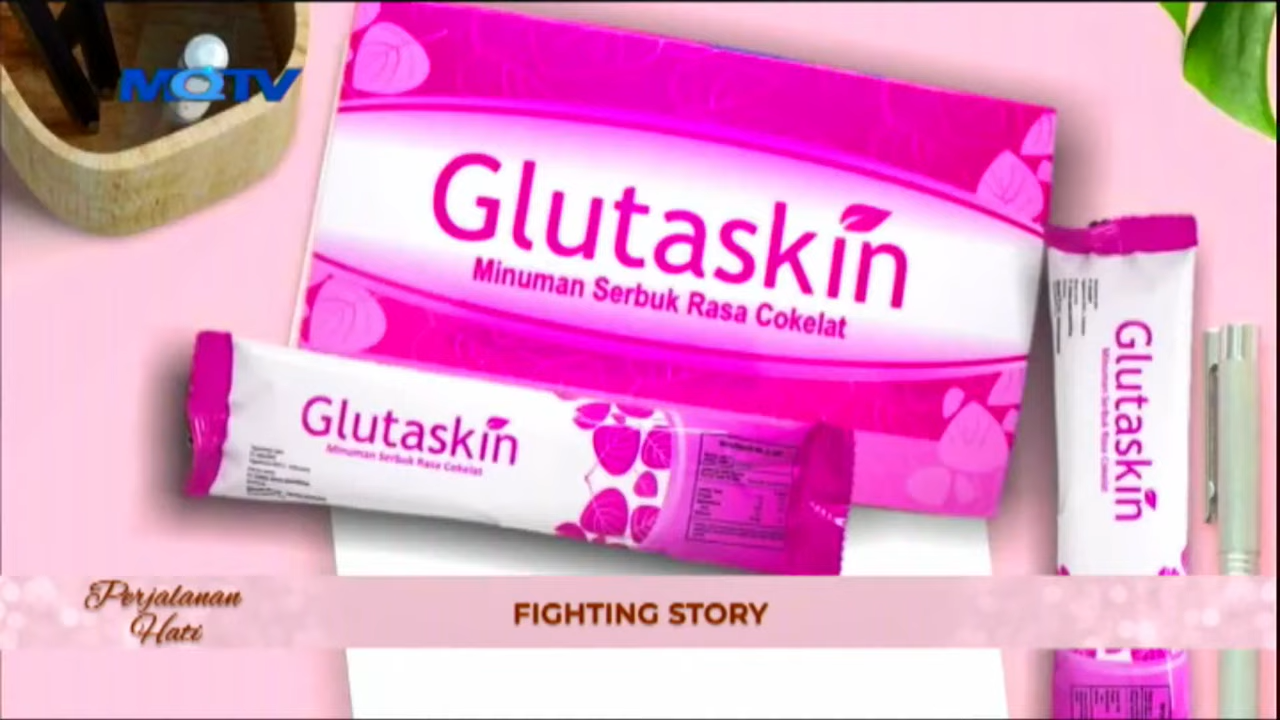 MQTV
Glutaskin
Minuman Serbuk Rasa Cokelat
Glutaskin
Minuman Serbuk Rasa Cokelat
Glutaskin
Minuman Serbuk Rasa Cokelat
Perjalanan
Hati
FIGHTING STORY